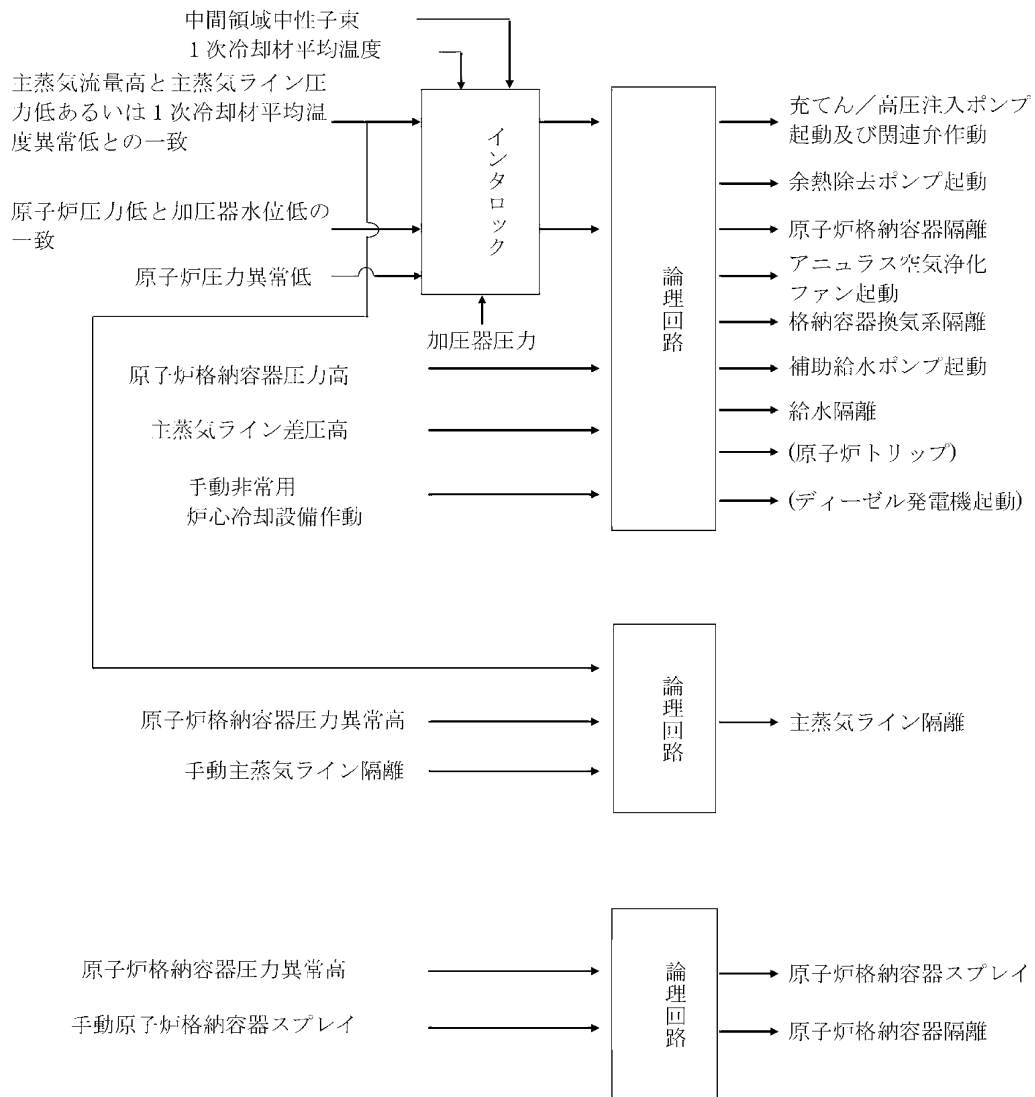 中間領域中性子束
１次冷却材平均温度
主蒸気流量高と主蒸気ライン圧
力低あるいは１次冷却材平均温
度異常低との一致
原子炉圧力低と加圧器水位低の
一致
原子炉圧力異常低
インタロック
加圧器圧力
原子炉格納容器圧力高
主蒸気ライン差圧高
手動非常用
炉心冷却設備作動
論理回路
充てん／高圧注入ポンプ
起動及び関連弁作動
余熱除去ポンプ起動
原子炉格納容器隔離
アニュラス空気浄化
ファン起動
格納容器換気系隔離
補助給水ポンプ起動
給水隔離
(原子炉トリップ)
(ディーゼル発電機起動)
原子炉格納容器圧力異常高
手動主蒸気ライン隔離
論理回路
主蒸気ライン隔離
原子炉格納容器圧力異常高
手動原子炉格納容器スプレイ
論理回路
原子炉格納容器スプレイ
原子炉格納容器隔離